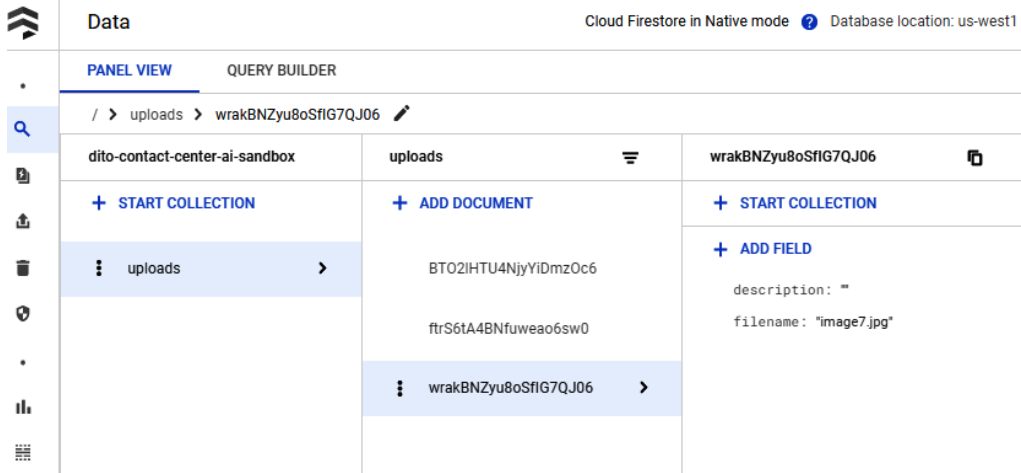 Data
Cloud Firestore in Native mode ? Database location: us-west1
PANEL VIEW QUERY BUILDER
/ > uploads > wrakBNZyu8oSfIG7QJ06
dito-contact-center-ai-sandbox
uploads
wrakBNZyu8oSfIG7QJ06
+ START COLLECTION
+ ADD DOCUMENT
+ START COLLECTION
+ ADD FIELD
uploads
BTO2IHTU4NjyYiDmzOc6
description: ""
ftrS6tA4BNfuweao6sw0
filename: "image7.jpg"
wrakBNZyu8oSfIG7QJ06